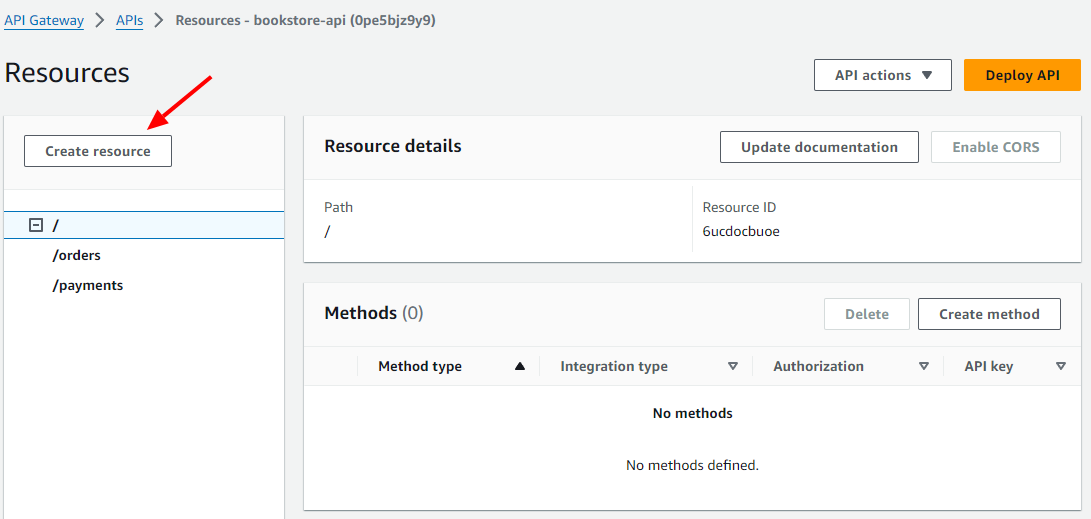 API Gateway > APIs > Resources - bookstore-api (0pe5bjz9y9)
Resources
API actions
Deploy API
Create resource
/
/orders
/payments
Resource details
Update documentation
Enable CORS
Path
/
Resource ID
6ucdocbuoe
Methods (0)
Delete
Create method
Method type
Integration type
Authorization
API key
No methods
No methods defined.